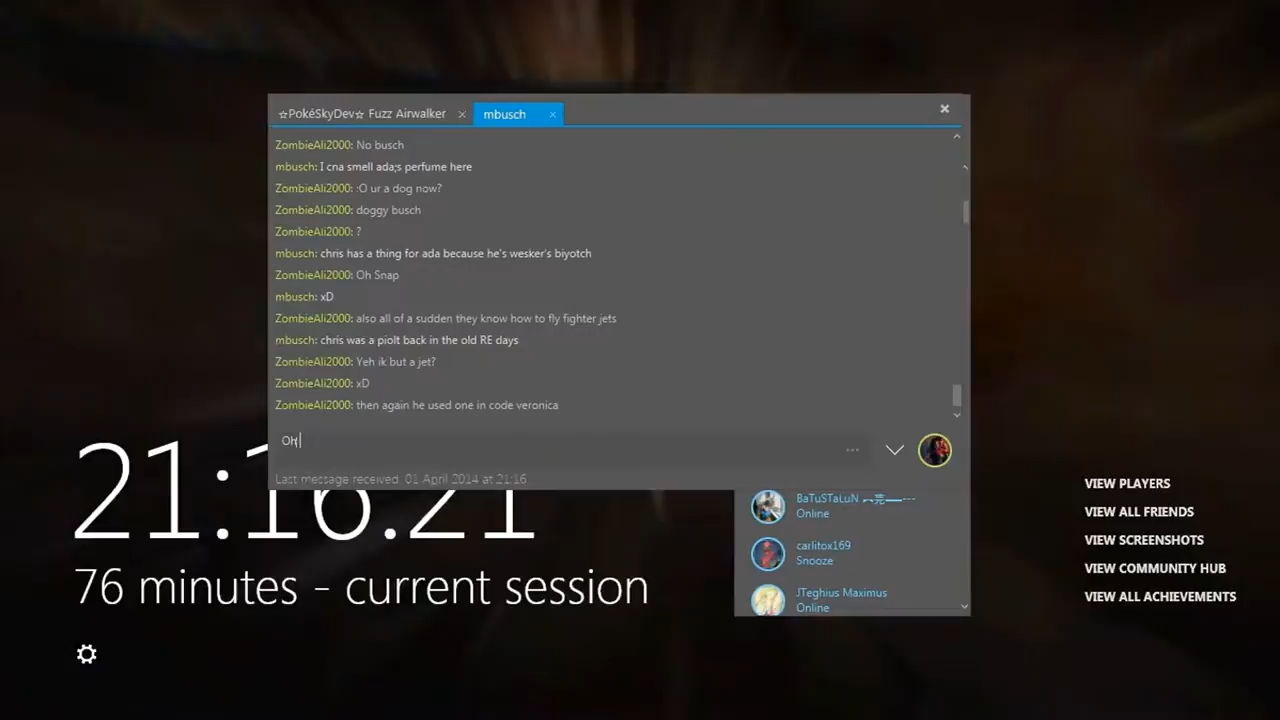 ☆PokéSkyDev☆ Fuzz Airwalker
mbusch
ZombieAli2000: No busch
mbusch: I cna smell ada;s perfume here
ZombieAli2000: :O ur a dog now?
ZombieAli2000: doggy busch
ZombieAli2000: ?
mbusch: chris has a thing for ada because he's wesker's biyotch
ZombieAli2000: Oh Snap
mbusch: xD
ZombieAli2000: also all of a sudden they know how to fly fighter jets
mbusch: chris was a piolt back in the old RE days
ZombieAli2000: Yeh ik but a jet?
ZombieAli2000: xD
ZombieAli2000: then again he used one in code veronica
Oh
Last message received: 01 April 2014 at 21:16
21:16.21
76 minutes - current session
BaTuSTaLuN
Online
carlitox169
Snooze
JTeghius Maximus
Online
VIEW PLAYERS
VIEW ALL FRIENDS
VIEW SCREENSHOTS
VIEW COMMUNITY HUB
VIEW ALL ACHIEVEMENTS